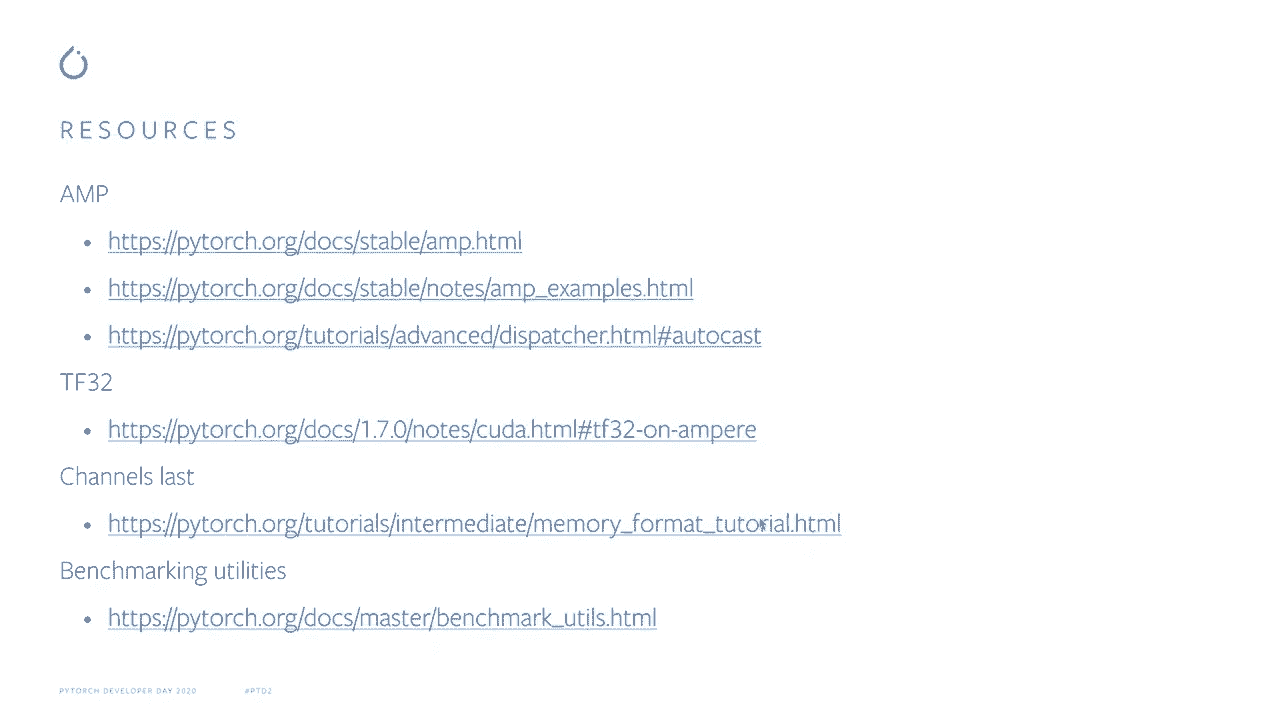 RESOURCES
AMP
• https://pytorch.org/docs/stable/amp.html
• https://pytorch.org/docs/stable/notes/amp_examples.html
• https://pytorch.org/tutorials/advanced/dispatcher.html#autocast
TF32
• https://pytorch.org/docs/1.7.0/notes/cuda.html#tf32-on-ampere
Channels last
• https://pytorch.org/tutorials/intermediate/memory_format_tutorial.html
Benchmarking utilities
• https://pytorch.org/docs/master/benchmark_utils.html
PYTORCH DEVELOPER DAY 2020 #PTD2